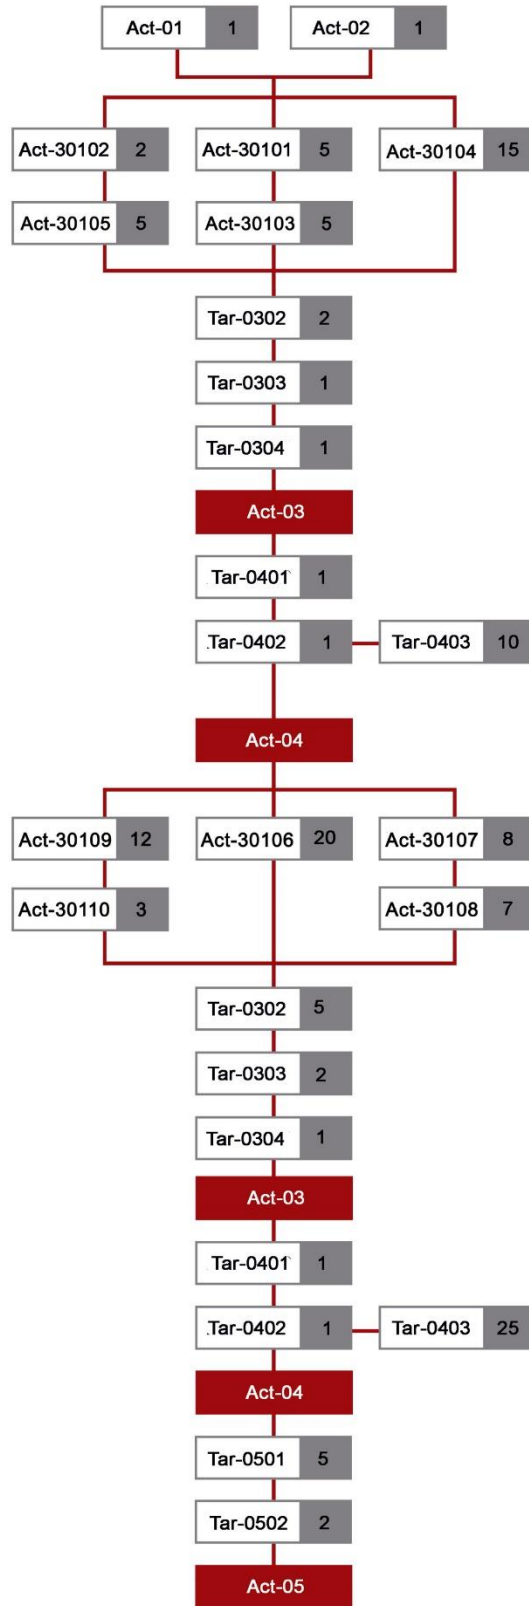 Act-01 1
Act-02 1
Act-30102 2
Act-30101 5
Act-30104 15
Act-30105 5
Act-30103 5
Tar-0302 2
Tar-0303 1
Tar-0304 1
Act-03
Tar-0401 1
Tar-0402 1
Tar-0403 10
Act-04
Act-30109 12
Act-30106 20
Act-30107 8
Act-30110 3
Act-30108 7
Tar-0302 5
Tar-0303 2
Tar-0304 1
Act-03
Tar-0401 1
Tar-0402 1
Tar-0403 25
Act-04
Tar-0501 5
Tar-0502 2
Act-05